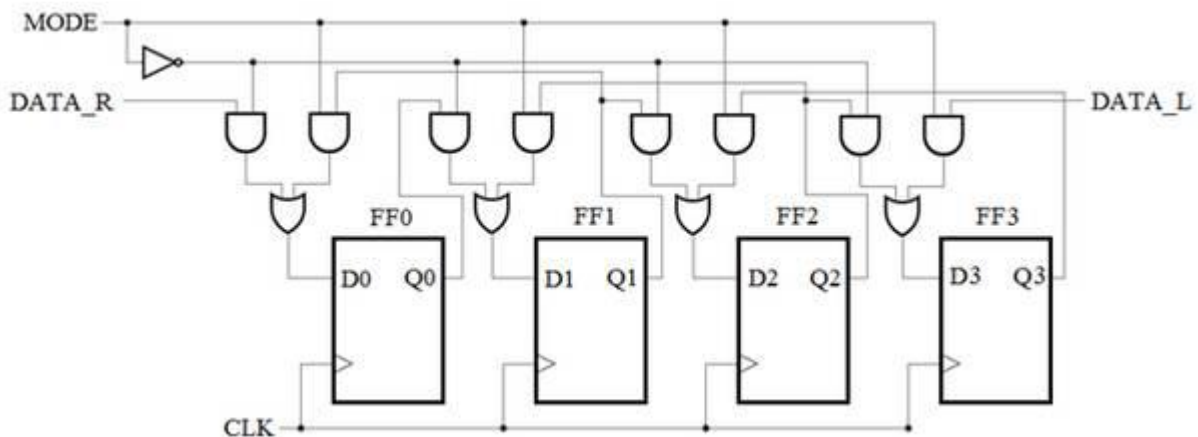 MODE
DATA_R DATA_L
FF0 FF1 FF2 FF3
D0 Q0 D1 Q1 D2 Q2 D3 Q3
CLK